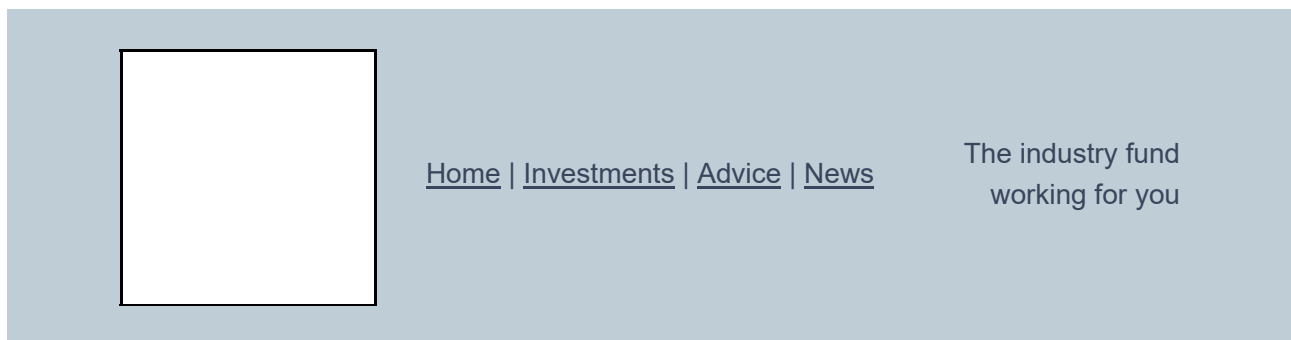 Home | Investments | Advice | News
The industry fund
working for you